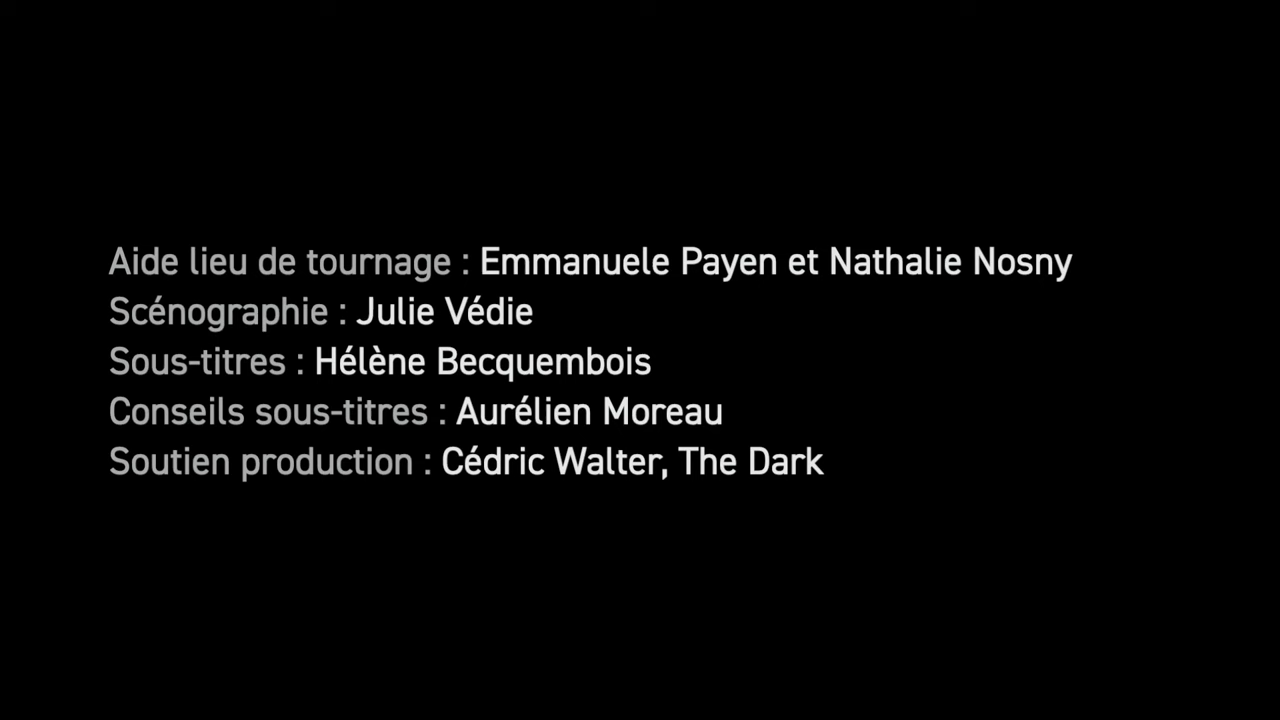 Aide lieu de tournage : Emmanuele Payen et Nathalie Nosny
Scénographie : Julie Védie
Sous-titres : Hélène Becquembois
Conseils sous-titres : Aurélien Moreau
Soutien production : Cédric Walter, The Dark